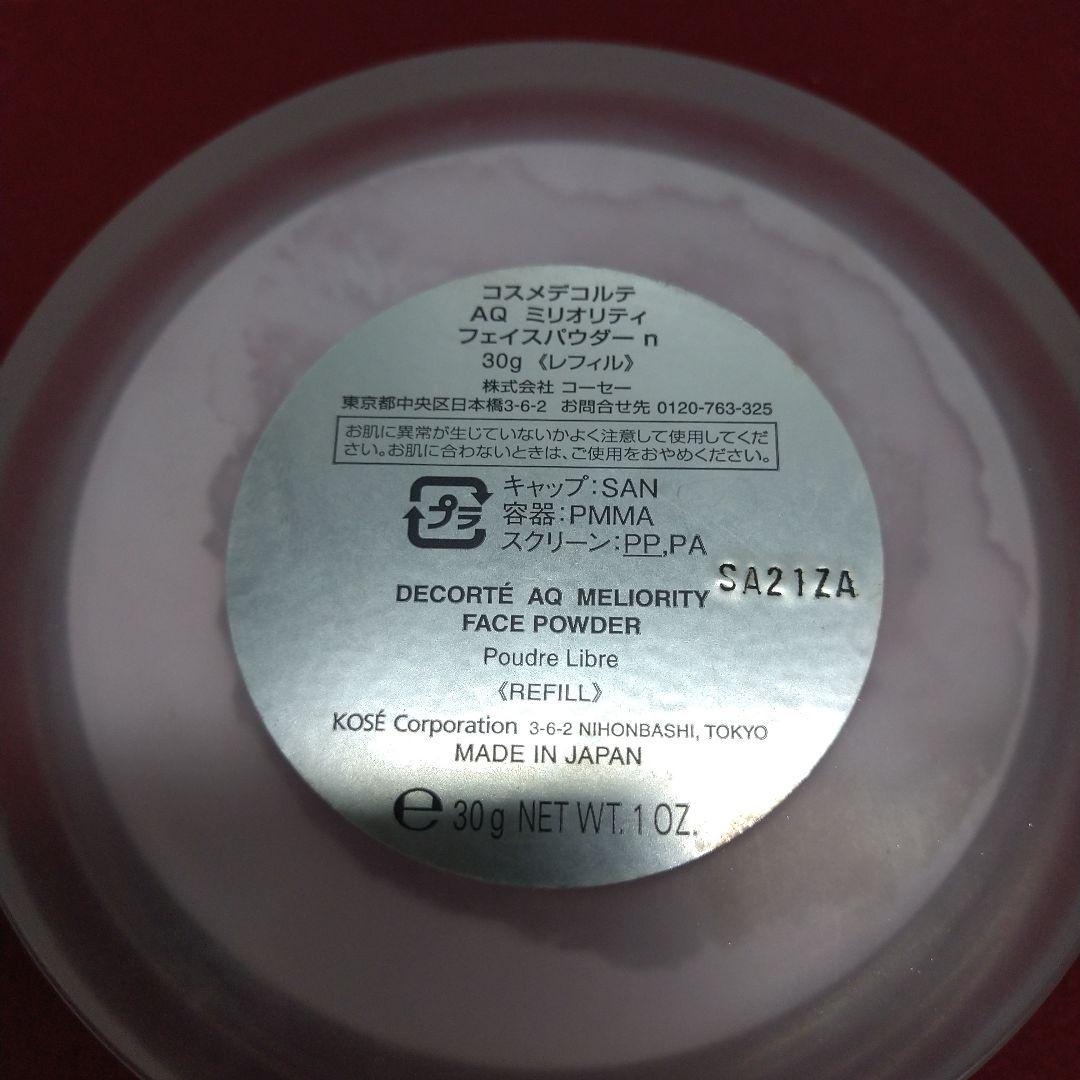 コスメデコルテ
AQ ミリオリティ
フェイスパウダー n
30g 《レフィル》
株式会社 コーセー
東京都中央区日本橋3-6-2 お問合せ先 0120-763-325
お肌に異常が生じていないかよく注意して使用してくだ
さい。お肌に合わないときは、ご使用をおやめください。
プラ
キャップ:SAN
容器:PMMA
スクリーン:PP,PA
SA21ZA
DECORTÉ AQ MELIORITY
FACE POWDER
Poudre Libre
《REFILL》
KOSÉ Corporation 3-6-2 NIHONBASHI, TOKYO
MADE IN JAPAN
e 30g NET WT. 1 OZ.